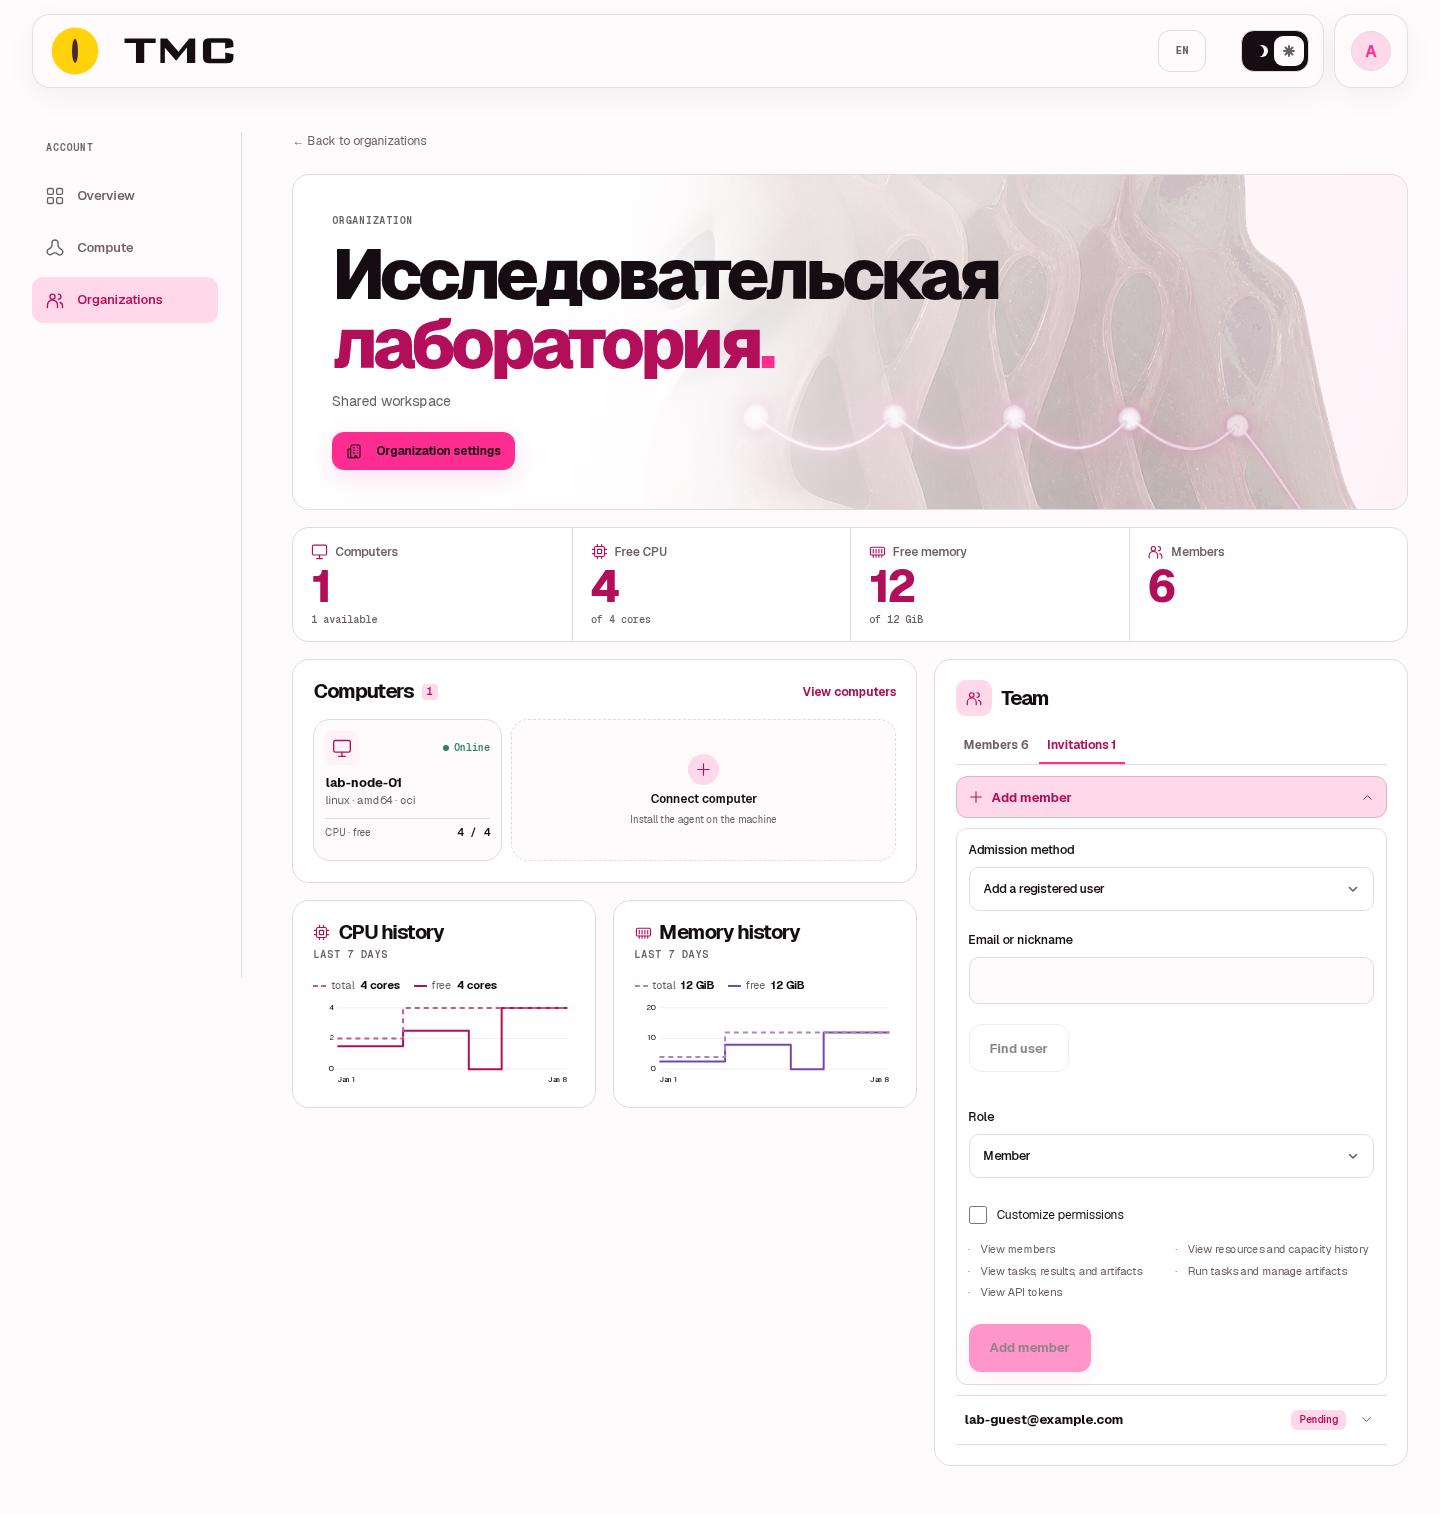 TMC
EN
A
ACCOUNT
Overview
Compute
Organizations
← Back to organizations
ORGANIZATION
Исследовательская
лаборатория.
Shared workspace
Organization settings
Computers
1
1 available
Free CPU
4
of 4 cores
Free memory
12
of 12 GiB
Members
6
Computers 1
View computers
Online
lab-node-01
linux · amd64 · oci
CPU · free 4 / 4
Connect computer
Install the agent on the machine
CPU history
LAST 7 DAYS
total 4 cores free 4 cores
4
2
0
Jan 1 Jan 8
Memory history
LAST 7 DAYS
total 12 GiB free 12 GiB
20
10
0
Jan 1 Jan 8
Team
Members 6 Invitations 1
Add member
Admission method
Add a registered user
Email or nickname
Find user
Role
Member
Customize permissions
· View members · View resources and capacity history
· View tasks, results, and artifacts · Run tasks and manage artifacts
· View API tokens
Add member
lab-guest@example.com Pending